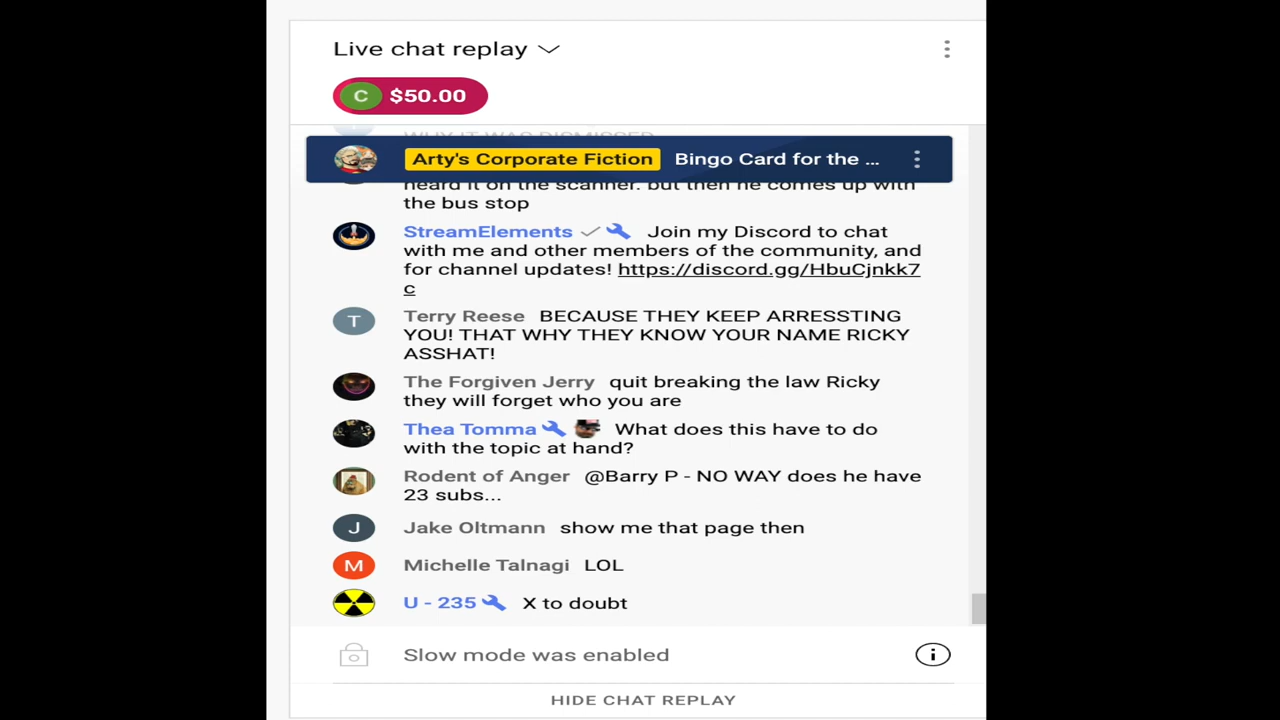 Live chat replay
C $50.00
WHY IT WAS DISMISSED
Arty's Corporate Fiction Bingo Card for the ...
heard it on the scanner. but then he comes up with
the bus stop
StreamElements Join my Discord to chat
with me and other members of the community, and
for channel updates! https://discord.gg/HbuCjnkk7
c
T Terry Reese BECAUSE THEY KEEP ARRESSTING
YOU! THAT WHY THEY KNOW YOUR NAME RICKY
ASSHAT!
The Forgiven Jerry quit breaking the law Ricky
they will forget who you are
Thea Tomma What does this have to do
with the topic at hand?
Rodent of Anger @Barry P - NO WAY does he have
23 subs...
J Jake Oltmann show me that page then
M Michelle Talnagi LOL
U - 235 X to doubt
Slow mode was enabled
HIDE CHAT REPLAY